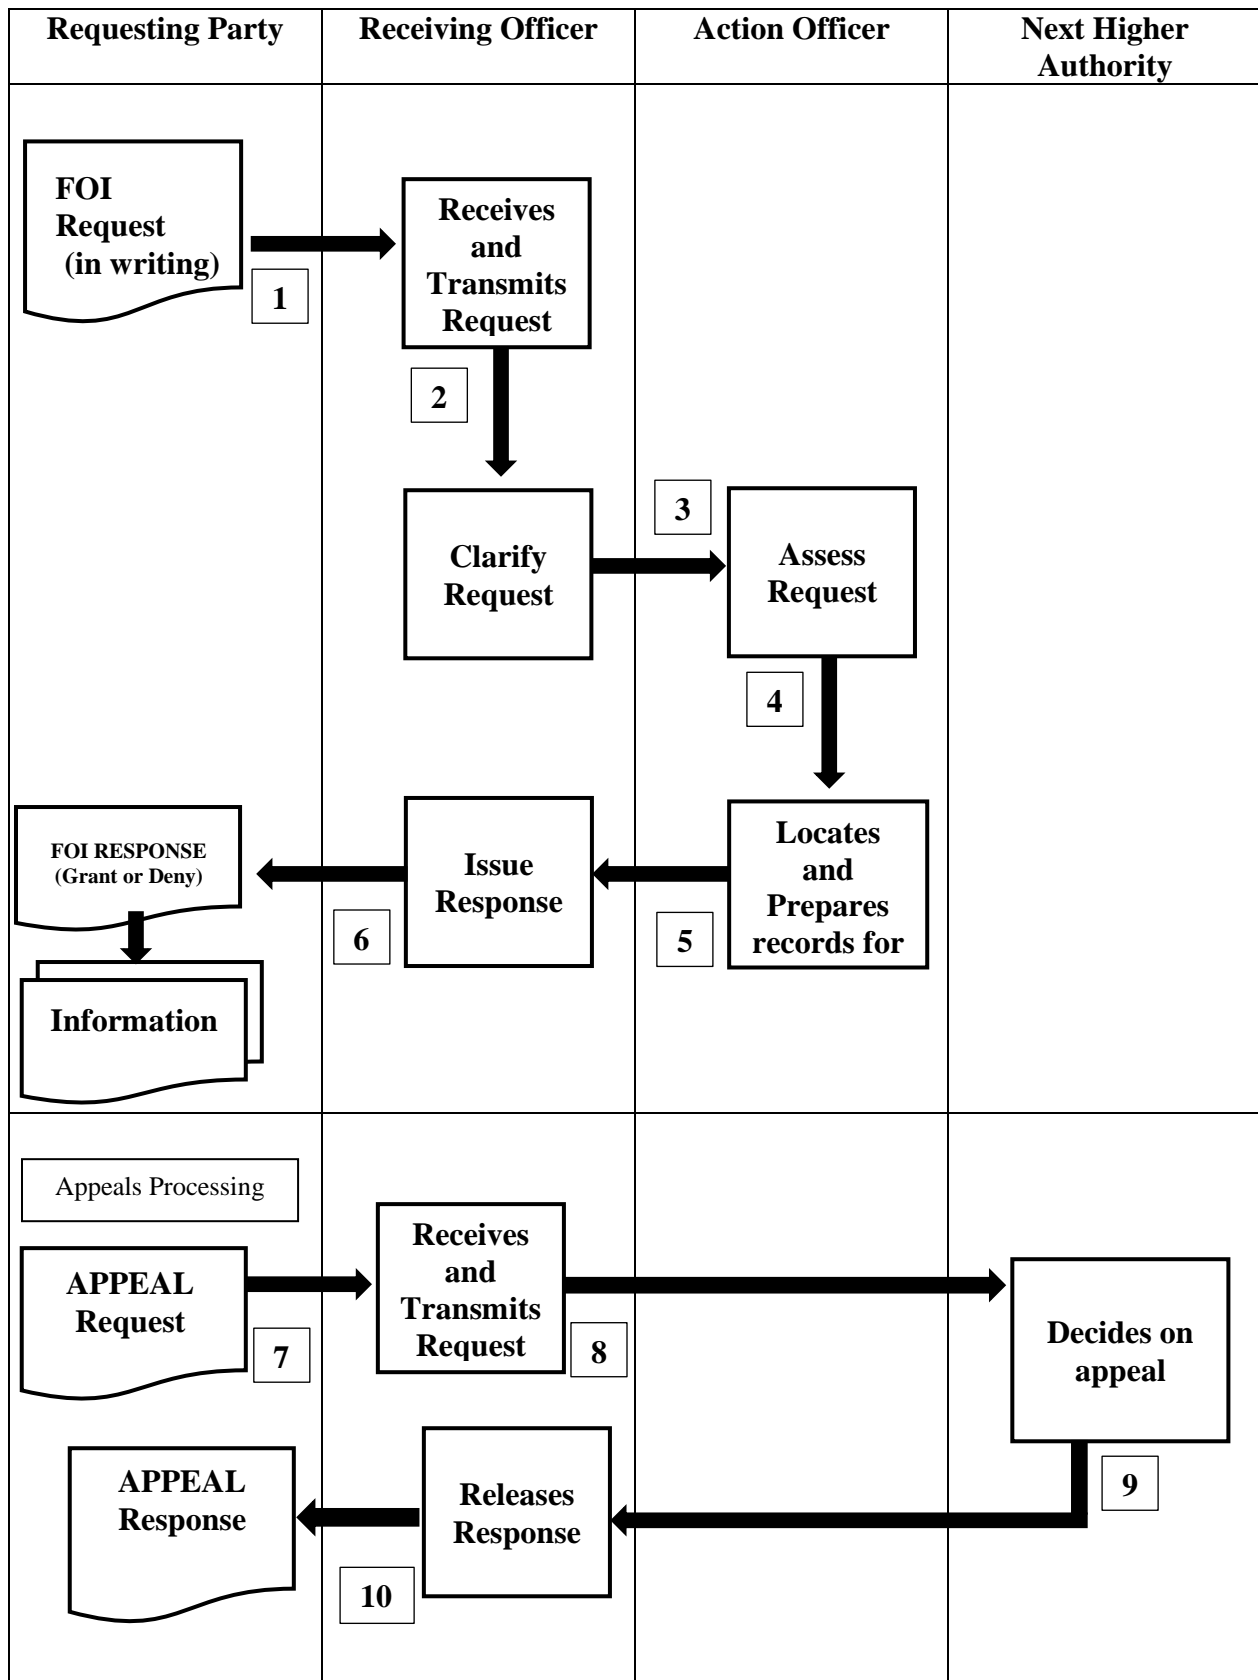 Requesting Party
Receiving Officer
Action Officer
Next Higher
Authority
FOI
Request
(in writing)
1
Receives
and
Transmits
Request
2
Clarify
Request
3
Assess
Request
4
Locates
and
Prepares
records for
5
Issue
Response
6
FOI RESPONSE
(Grant or Deny)
Information
Appeals Processing
APPEAL
Request
7
Receives
and
Transmits
Request
8
Decides on
appeal
9
Releases
Response
10
APPEAL
Response